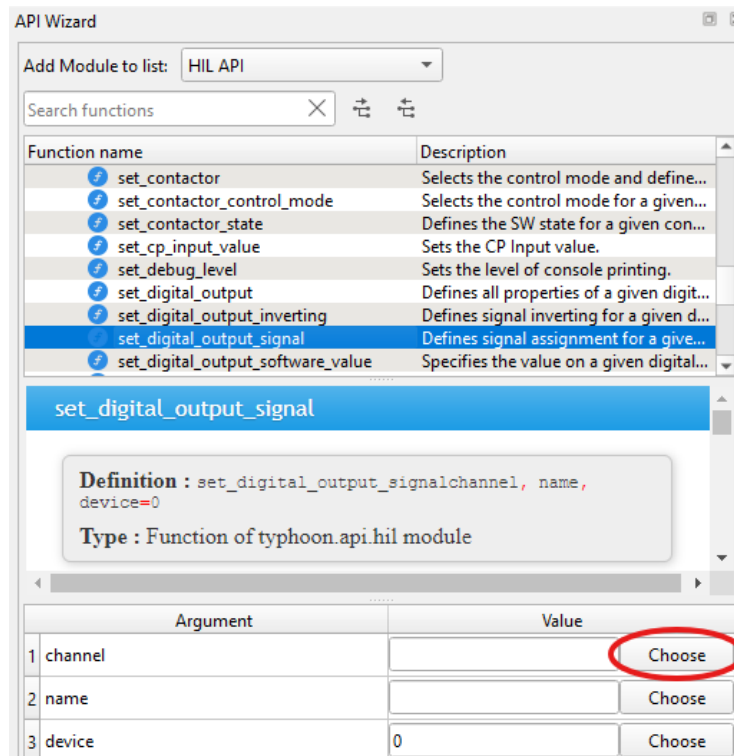 API Wizard
Add Module to list: HIL API
Search functions
Function name Description
set_contactor Selects the control mode and define...
set_contactor_control_mode Selects the control mode for a given...
set_contactor_state Defines the SW state for a given con...
set_cp_input_value Sets the CP Input value.
set_debug_level Sets the level of console printing.
set_digital_output Defines all properties of a given digit...
set_digital_output_inverting Defines signal inverting for a given d...
set_digital_output_signal Defines signal assignment for a give...
set_digital_output_software_value Specifies the value on a given digital...
set_digital_output_signal
Definition : set_digital_output_signalchannel, name,
device=0
Type : Function of typhoon.api.hil module
Argument Value
1 channel Choose
2 name Choose
3 device 0 Choose